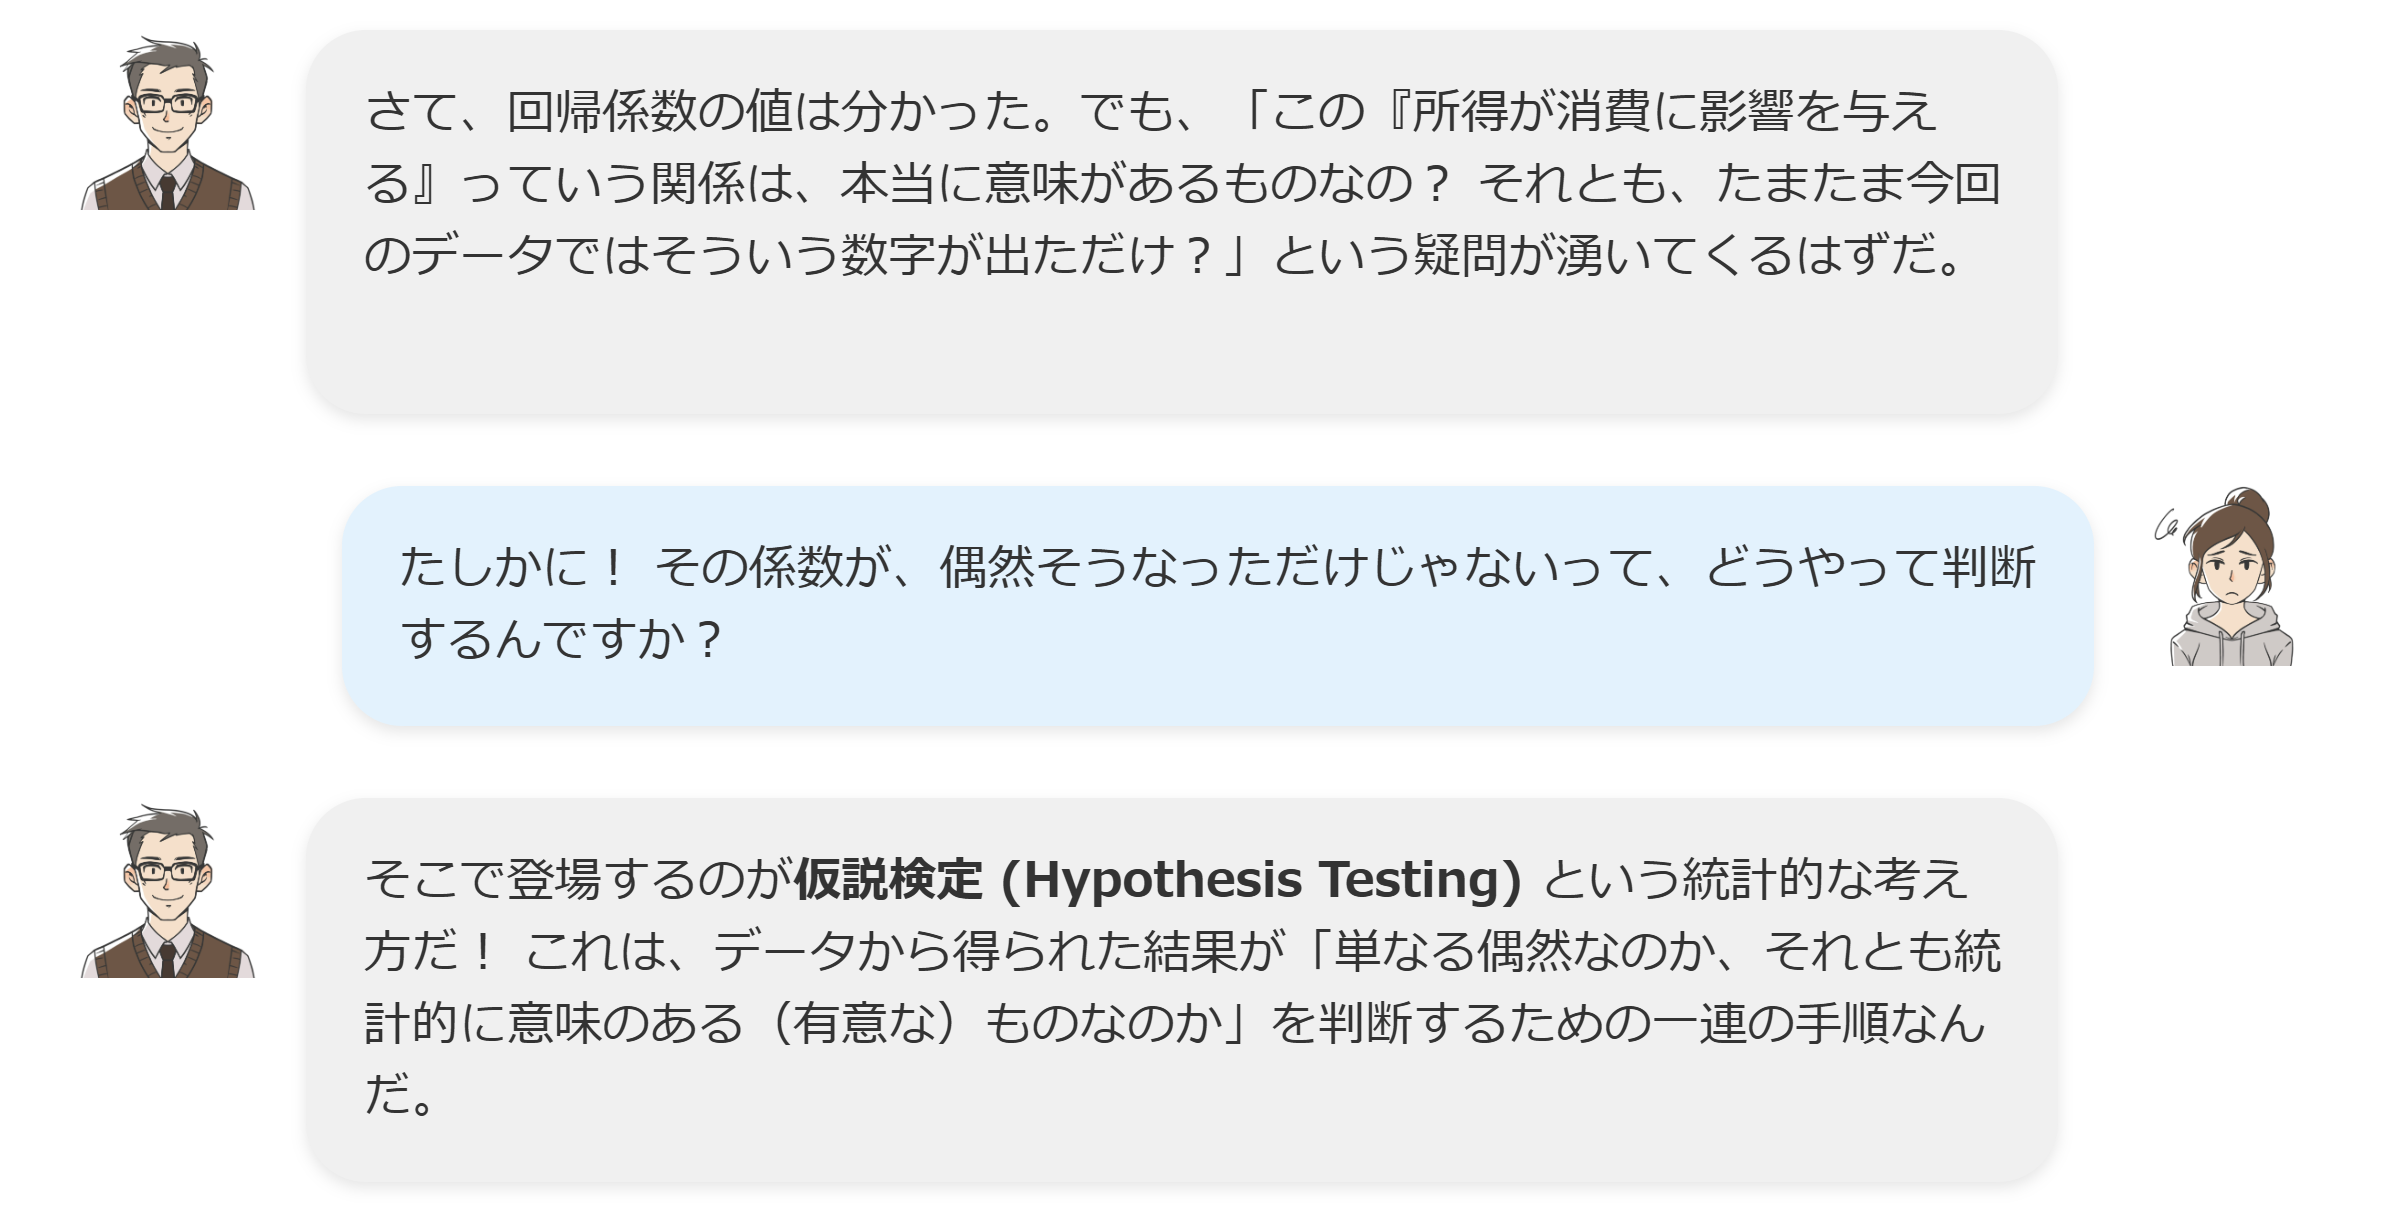 さて、回帰係数の値は分かった。でも、「この『所得が消費に影響を与え
る』っていう関係は、本当に意味があるものなの？ それとも、たまたま今回
のデータではそういう数字が出ただけ？」という疑問が湧いてくるはずだ。
たしかに！ その係数が、偶然そうなっただけじゃないって、どうやって判断
するんですか？
そこで登場するのが仮説検定 (Hypothesis Testing) という統計的な考え
方だ！ これは、データから得られた結果が「単なる偶然なのか、それとも統
計的に意味のある（有意な）ものなのか」を判断するための一連の手順なん
だ。